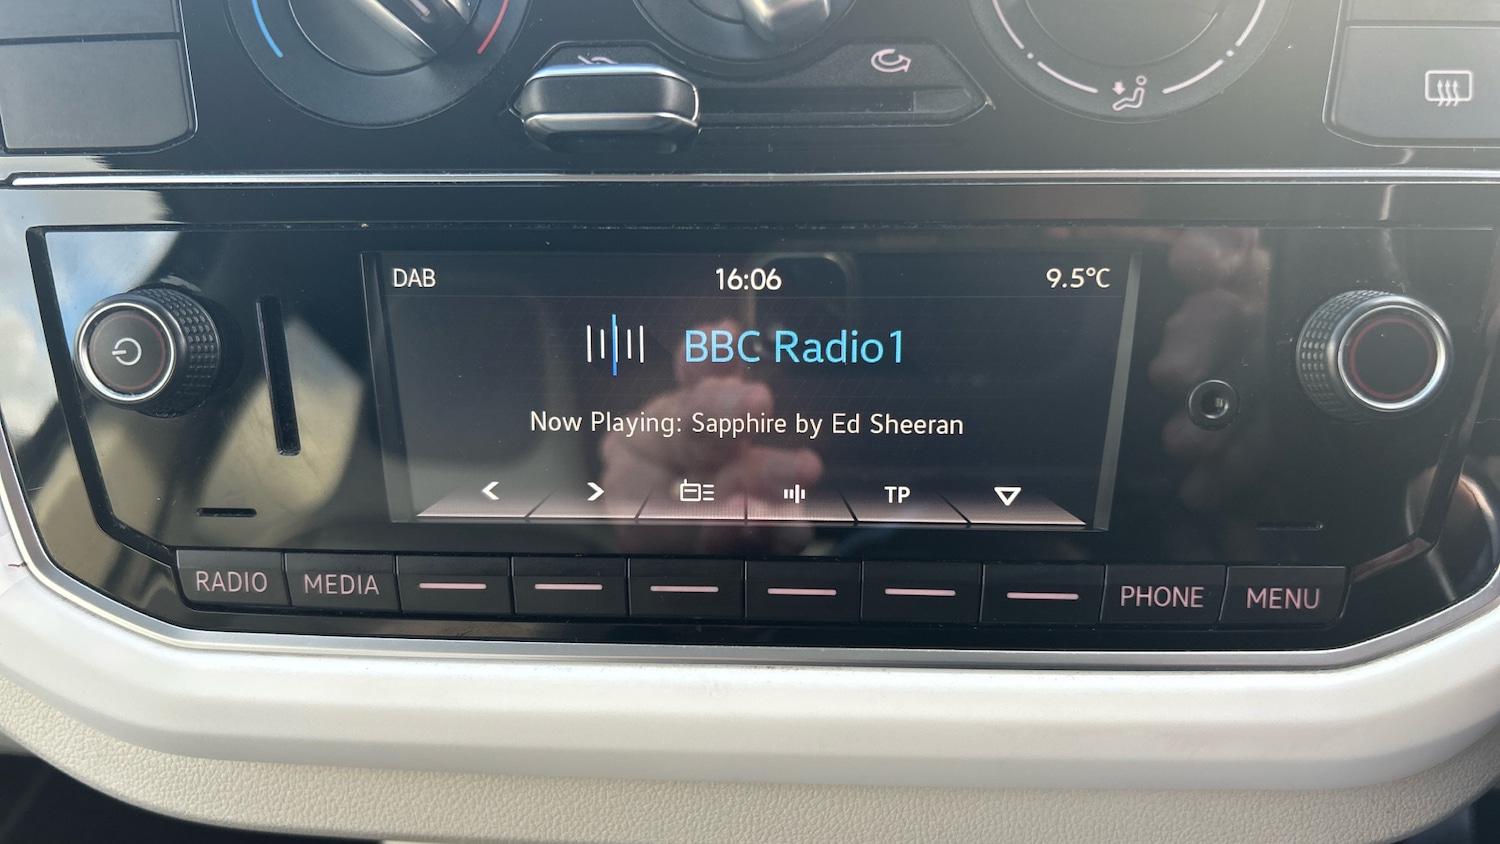 DAB 16:06 9.5°C
BBC Radio1
Now Playing: Sapphire by Ed Sheeran
TP
RADIO MEDIA PHONE MENU